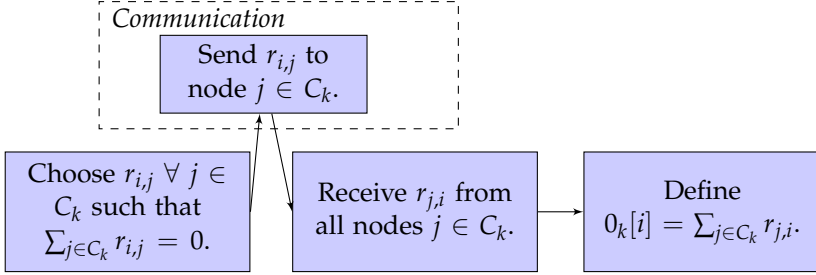 Communication
Send r_{i,j} to
node j ∈ C_k.
Choose r_{i,j} ∀ j ∈
C_k such that
∑_{j∈C_k} r_{i,j} = 0.
Receive r_{j,i} from
all nodes j ∈ C_k.
Define
0_k[i] = ∑_{j∈C_k} r_{j,i}.